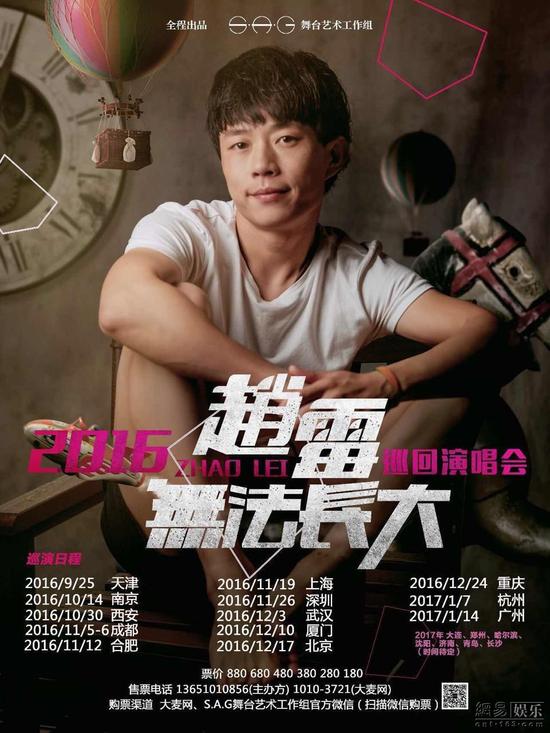 全程出品 S·A·G 舞台艺术工作组
2016 趙雷 巡回演唱会
ZHAO LEI
無法長大
巡演日程
2016/9/25 天津
2016/10/14 南京
2016/10/30 西安
2016/11/5-6 成都
2016/11/12 合肥
2016/11/19 上海
2016/11/26 深圳
2016/12/3 武汉
2016/12/10 厦门
2016/12/17 北京
2016/12/24 重庆
2017/1/7 杭州
2017/1/14 广州
2017年 大连、郑州、哈尔滨、
沈阳、济南、青岛、长沙
（时间待定）
票价 880 680 480 380 280 180
售票电话 13651010856(主办方) 1010-3721(大麦网)
购票渠道 大麦网、S.A.G舞台艺术工作组官方微信（扫描微信购票）
網易娱乐
ent.163.com